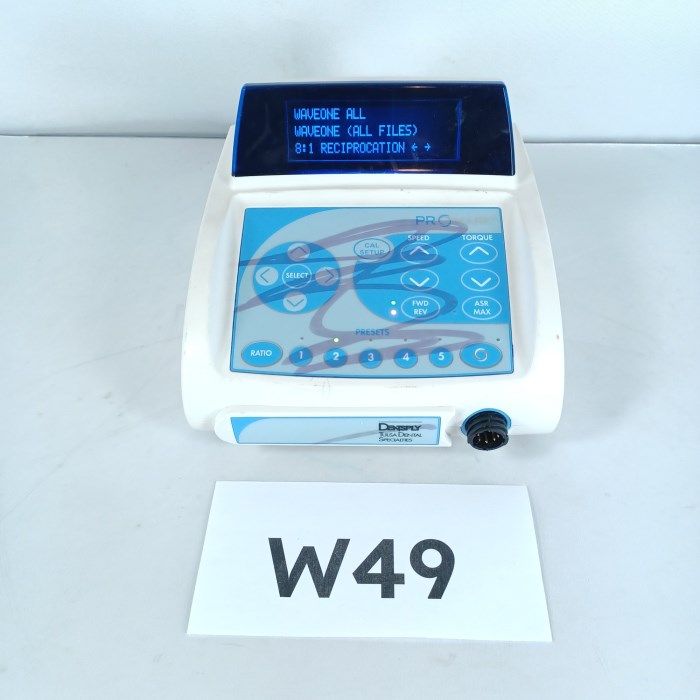 WAVEONE ALL
WAVEONE (ALL FILES)
8:1 RECIPROCATION ← →
PRO
SPEED
TORQUE
CAL
SETUP
SELECT
FWD
REV
ASR
MAX
PRESETS
RATIO
1
2
3
4
5
DENTSPLY
TULSA DENTAL
SPECIALTIES
W49